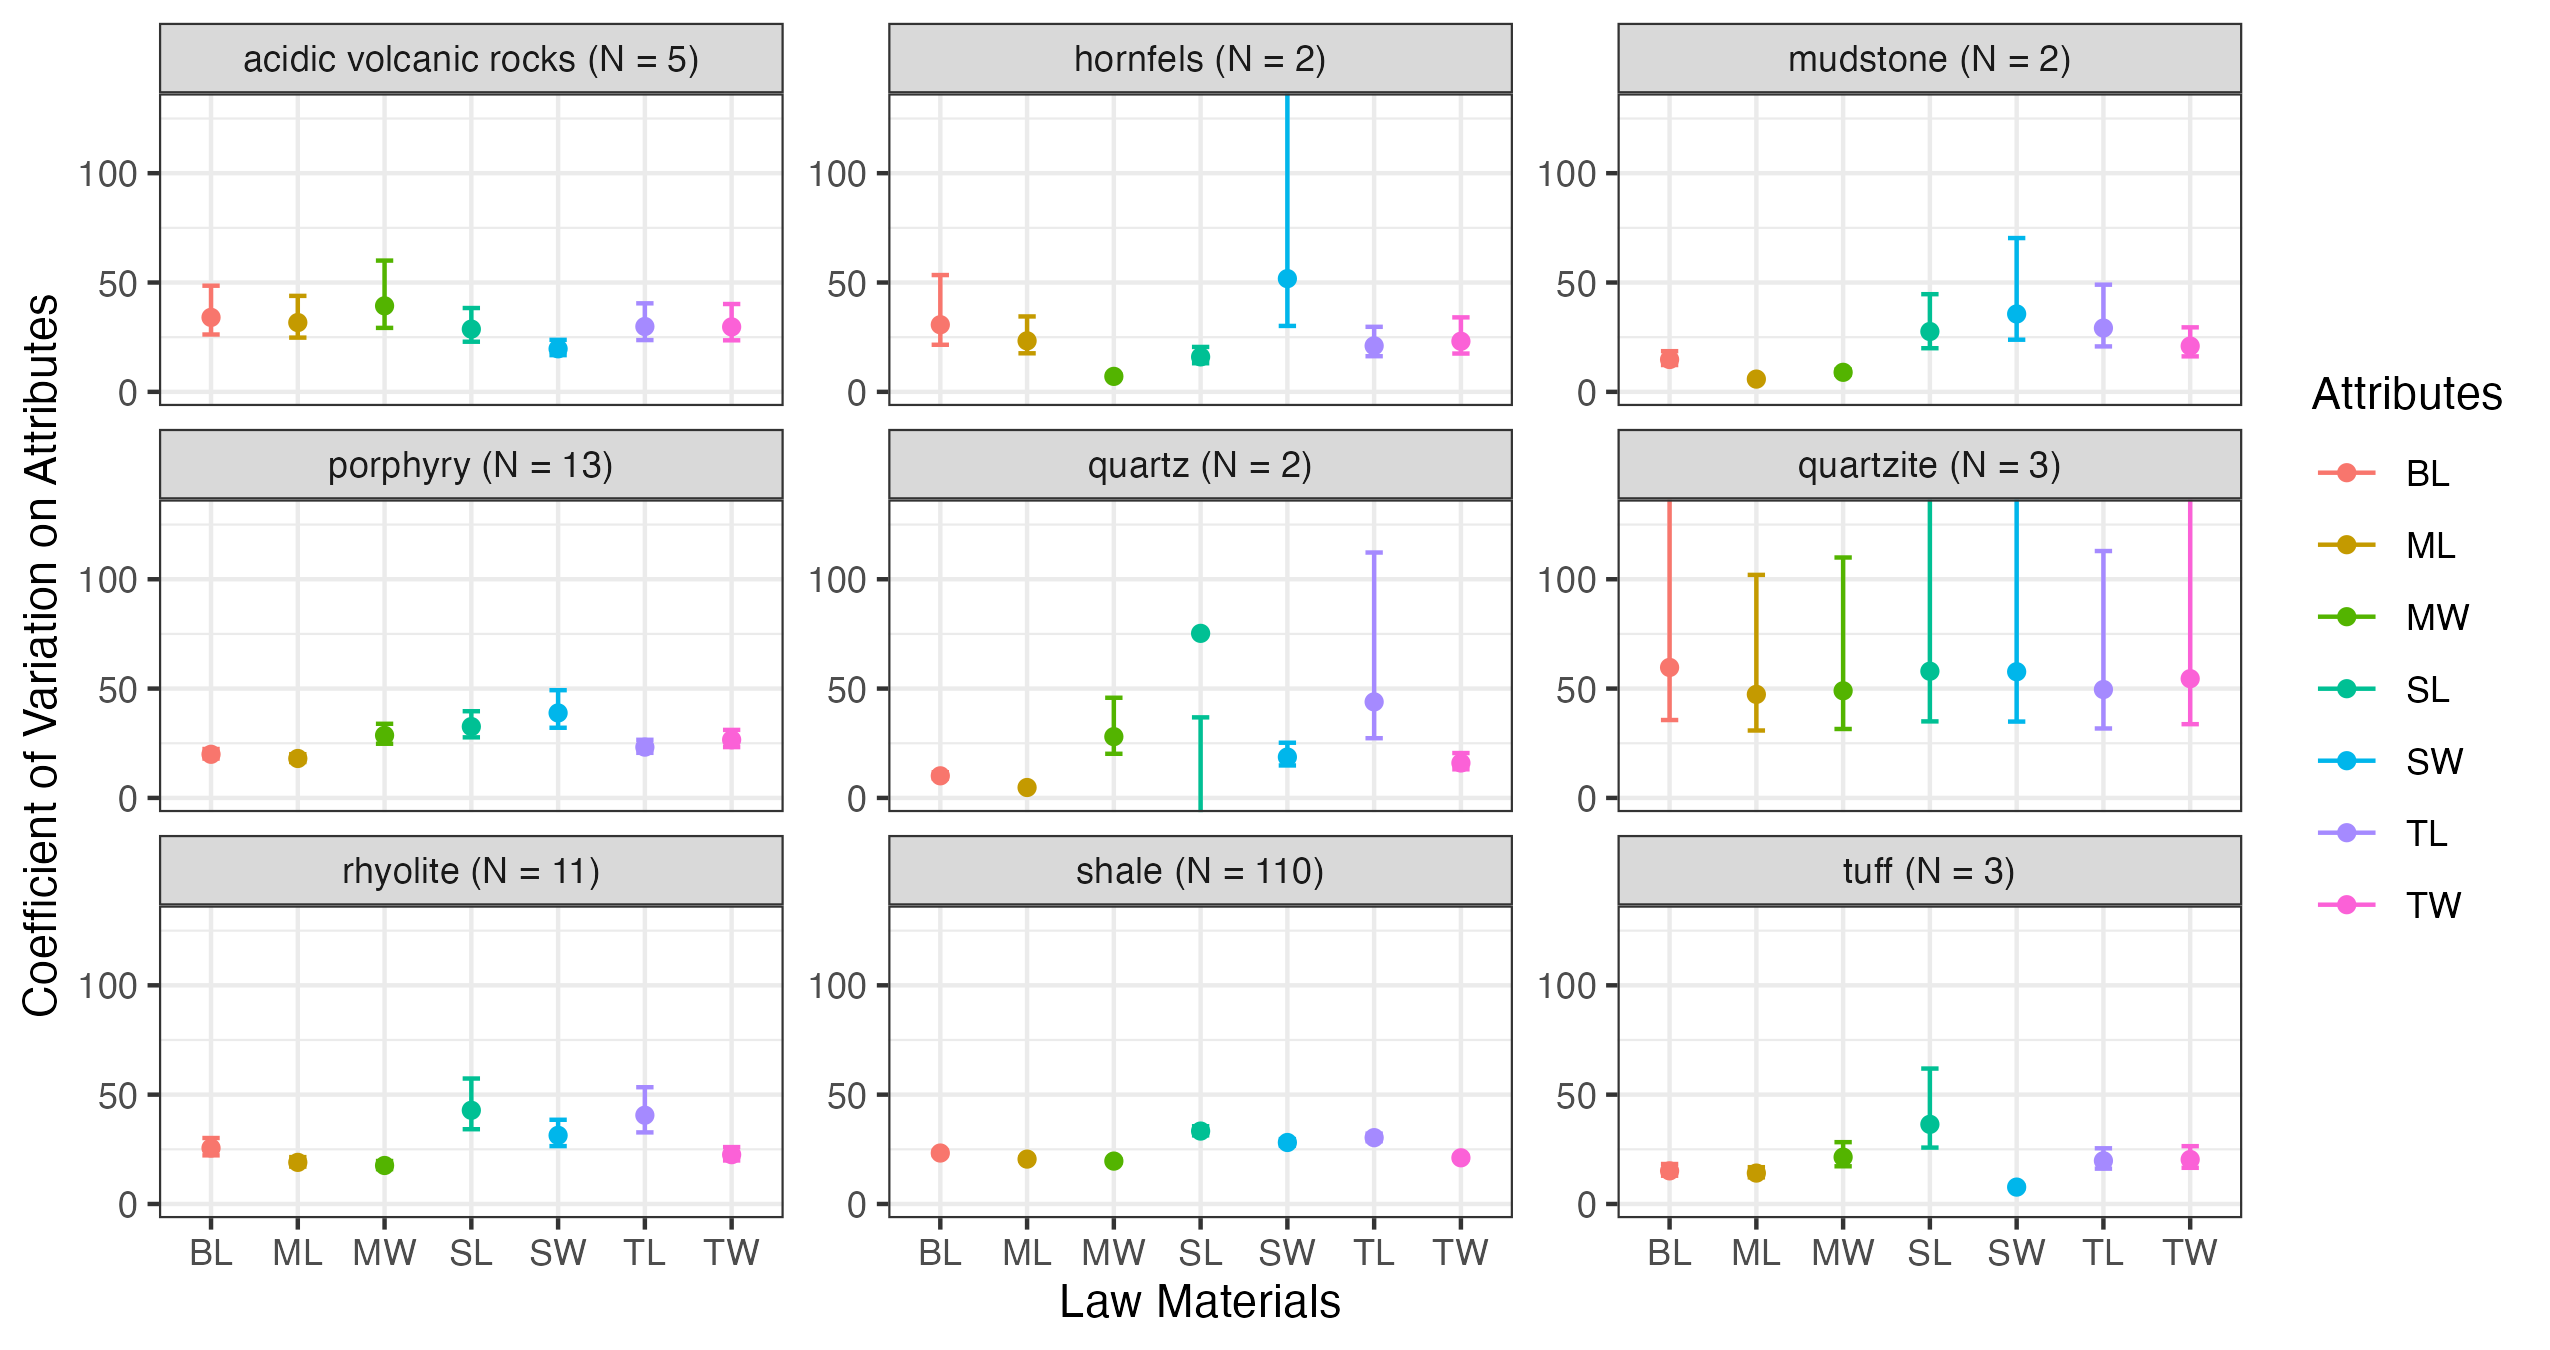 acidic volcanic rocks (N = 5)
hornfels (N = 2)
mudstone (N = 2)
100
50
0
100
50
0
100
50
0
porphyry (N = 13)
quartz (N = 2)
quartzite (N = 3)
100
50
0
100
50
0
100
50
0
rhyolite (N = 11)
shale (N = 110)
tuff (N = 3)
100
50
0
100
50
0
100
50
0
BL ML MW SL SW TL TW
BL ML MW SL SW TL TW
BL ML MW SL SW TL TW
Law Materials
Coefficient of Variation on Attributes
Attributes
BL
ML
MW
SL
SW
TL
TW